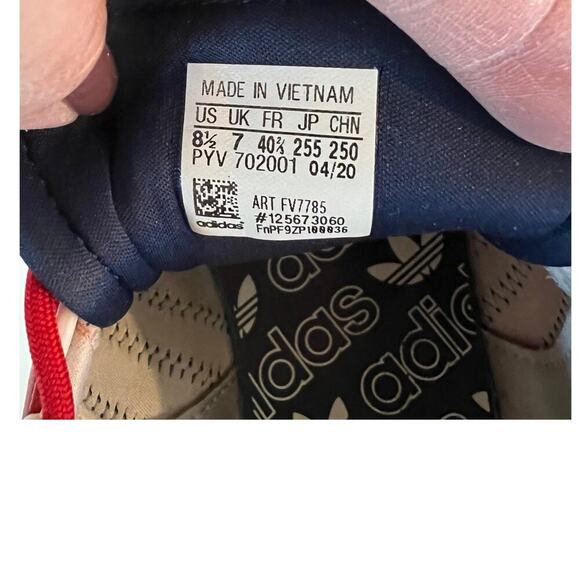 MADE IN VIETNAM
US UK FR JP CHN
8½ 7 40⅔ 255 250
PYV 702001 04/20
ART FV7785
#125673060
adidas FnPF9ZP100036
adidas
adidas